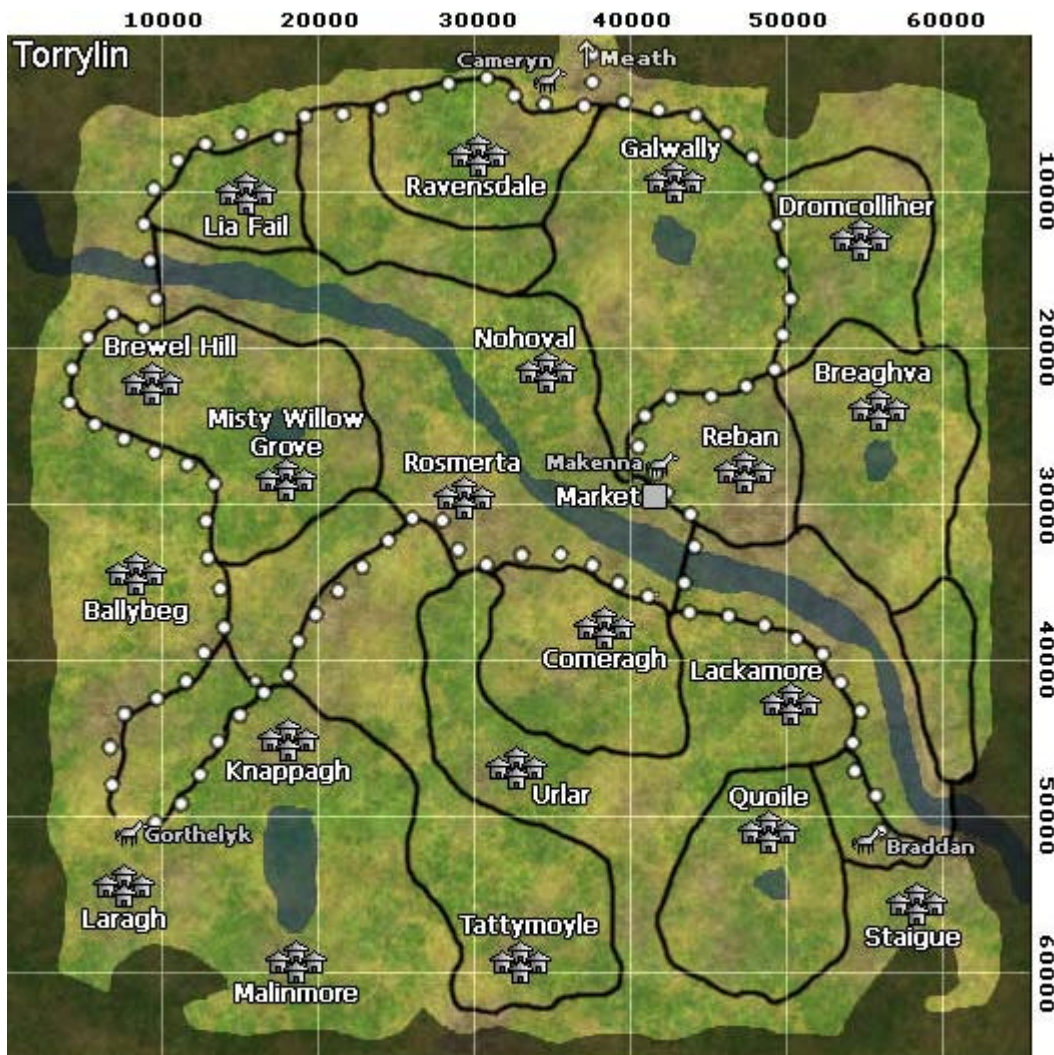 10000 20000 30000 40000 50000 60000
Torrylin
Cameryn
Meath
Galwally
Ravensdale
10000
Lia Fail
Dromcolliher
20000
Nohoval
Brewel Hill
Breaghva
Misty Willow
Grove
Reban
Rosmerta
Makenna
Market
30000
Ballybeg
Comeragh
40000
Lackamore
Knappagh
Urlar
Quoile
50000
Gorthelyk
Braddan
Laragh
Tattymoyle
Staigue
60000
Malinmore